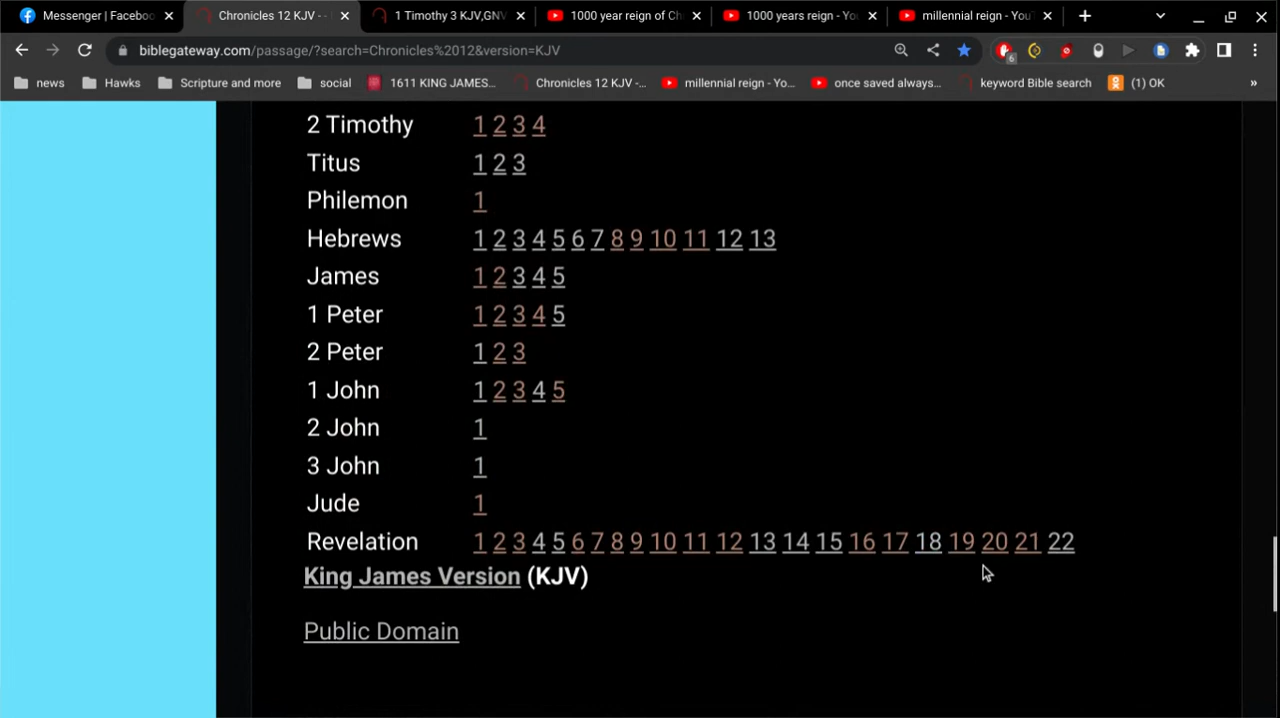 Messenger | Faceboo
Chronicles 12 KJV - -
1 Timothy 3 KJV,GNV
1000 year reign of Ch
1000 years reign - You
millennial reign - You
biblegateway.com/passage/?search=Chronicles%2012&version=KJV
6
news Hawks Scripture and more social 1611 KING JAMES... Chronicles 12 KJV -... millennial reign - Yo... once saved always... keyword Bible search (1) OK »
2 Timothy 1 2 3 4
Titus 1 2 3
Philemon 1
Hebrews 1 2 3 4 5 6 7 8 9 10 11 12 13
James 1 2 3 4 5
1 Peter 1 2 3 4 5
2 Peter 1 2 3
1 John 1 2 3 4 5
2 John 1
3 John 1
Jude 1
Revelation 1 2 3 4 5 6 7 8 9 10 11 12 13 14 15 16 17 18 19 20 21 22
King James Version (KJV)
Public Domain